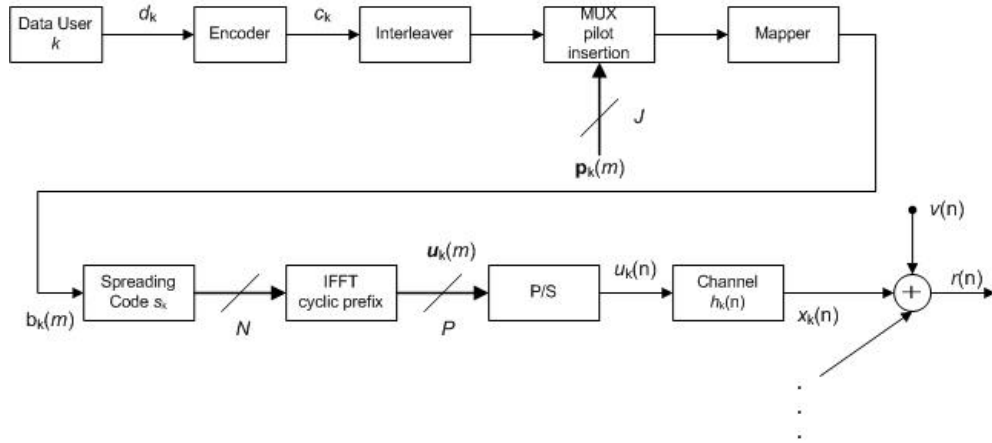 Data User
k
d_k
Encoder
c_k
Interleaver
MUX
pilot
insertion
Mapper
J
p_k(m)
v(n)
b_k(m)
Spreading
Code s_k
N
IFFT
cyclic prefix
u_k(m)
P
P/S
u_k(n)
Channel
h_k(n)
x_k(n)
+
r(n)
.
.
.